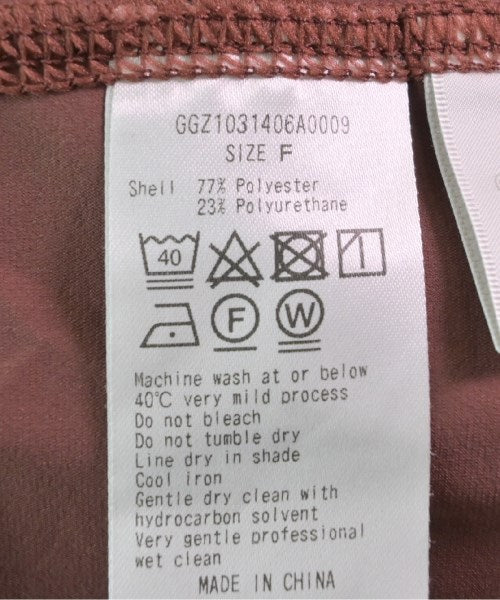 GGZ1031406A0009
SIZE F
Shell 77% Polyester
23% Polyurethane
40
F
W
Machine wash at or below
40℃ very mild process
Do not bleach
Do not tumble dry
Line dry in shade
Cool iron
Gentle dry clean with
hydrocarbon solvent
Very gentle professional
wet clean
MADE IN CHINA